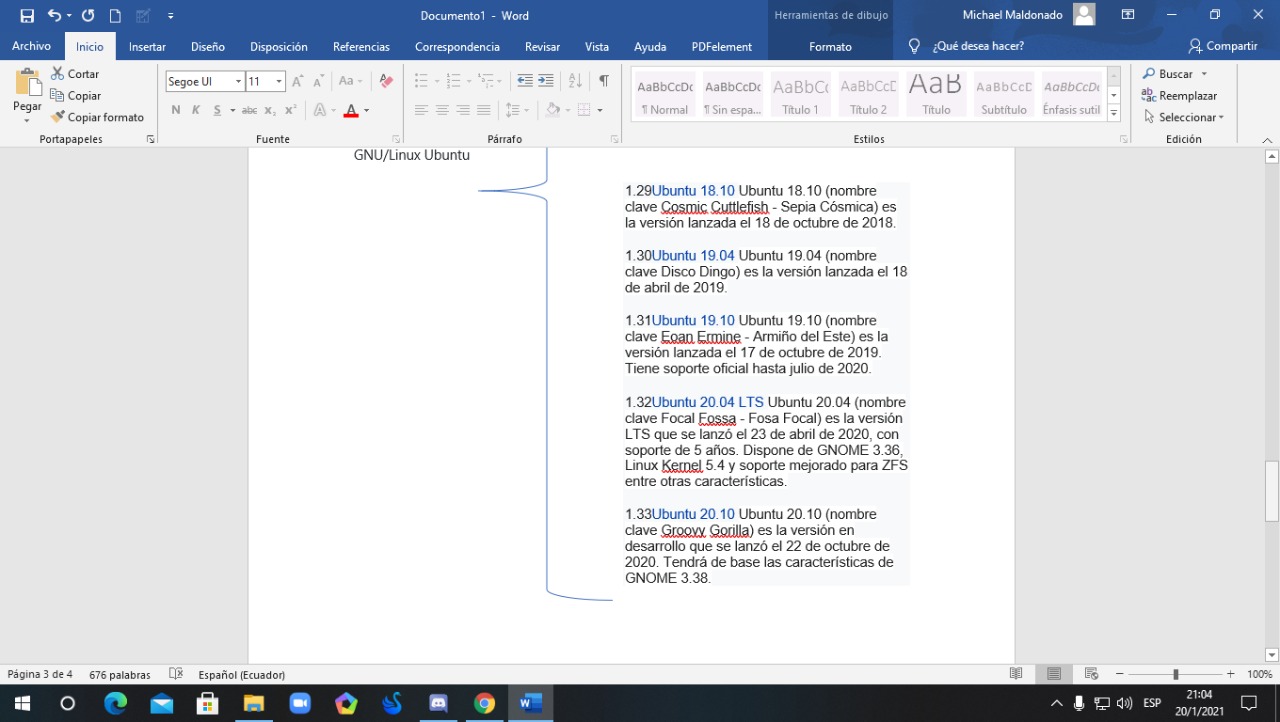 Documento1 - Word
Herramientas de dibujo
Michael Maldonado
Archivo Inicio Insertar Diseño Disposición Referencias Correspondencia Revisar Vista Ayuda PDFelement Formato ¿Qué desea hacer? Compartir
Pegar
Cortar
Copiar
Copiar formato
Portapapeles
Segoe UI 11
A A Aa
N K S abc x₂ x² A A
Fuente
Párrafo
AaBbCcDc AaBbCcDc AaBbC AaBbCcD AaB AaBbCcD AaBbCcDt
¶ Normal ¶ Sin espa... Título 1 Título 2 Título Subtítulo Énfasis sutil
Estilos
Buscar
Reemplazar
Seleccionar
Edición
GNU/Linux Ubuntu
1.29Ubuntu 18.10 Ubuntu 18.10 (nombre
clave Cosmic Cuttlefish - Sepia Cósmica) es
la versión lanzada el 18 de octubre de 2018.
1.30Ubuntu 19.04 Ubuntu 19.04 (nombre
clave Disco Dingo) es la versión lanzada el 18
de abril de 2019.
1.31Ubuntu 19.10 Ubuntu 19.10 (nombre
clave Eoan Ermine - Armiño del Este) es la
versión lanzada el 17 de octubre de 2019.
Tiene soporte oficial hasta julio de 2020.
1.32Ubuntu 20.04 LTS Ubuntu 20.04 (nombre
clave Focal Fossa - Fosa Focal) es la versión
LTS que se lanzó el 23 de abril de 2020, con
soporte de 5 años. Dispone de GNOME 3.36,
Linux Kernel 5.4 y soporte mejorado para ZFS
entre otras características.
1.33Ubuntu 20.10 Ubuntu 20.10 (nombre
clave Groovy Gorilla) es la versión en
desarrollo que se lanzó el 22 de octubre de
2020. Tendrá de base las características de
GNOME 3.38.
Página 3 de 4 676 palabras Español (Ecuador) 100%
ESP
21:04
20/1/2021